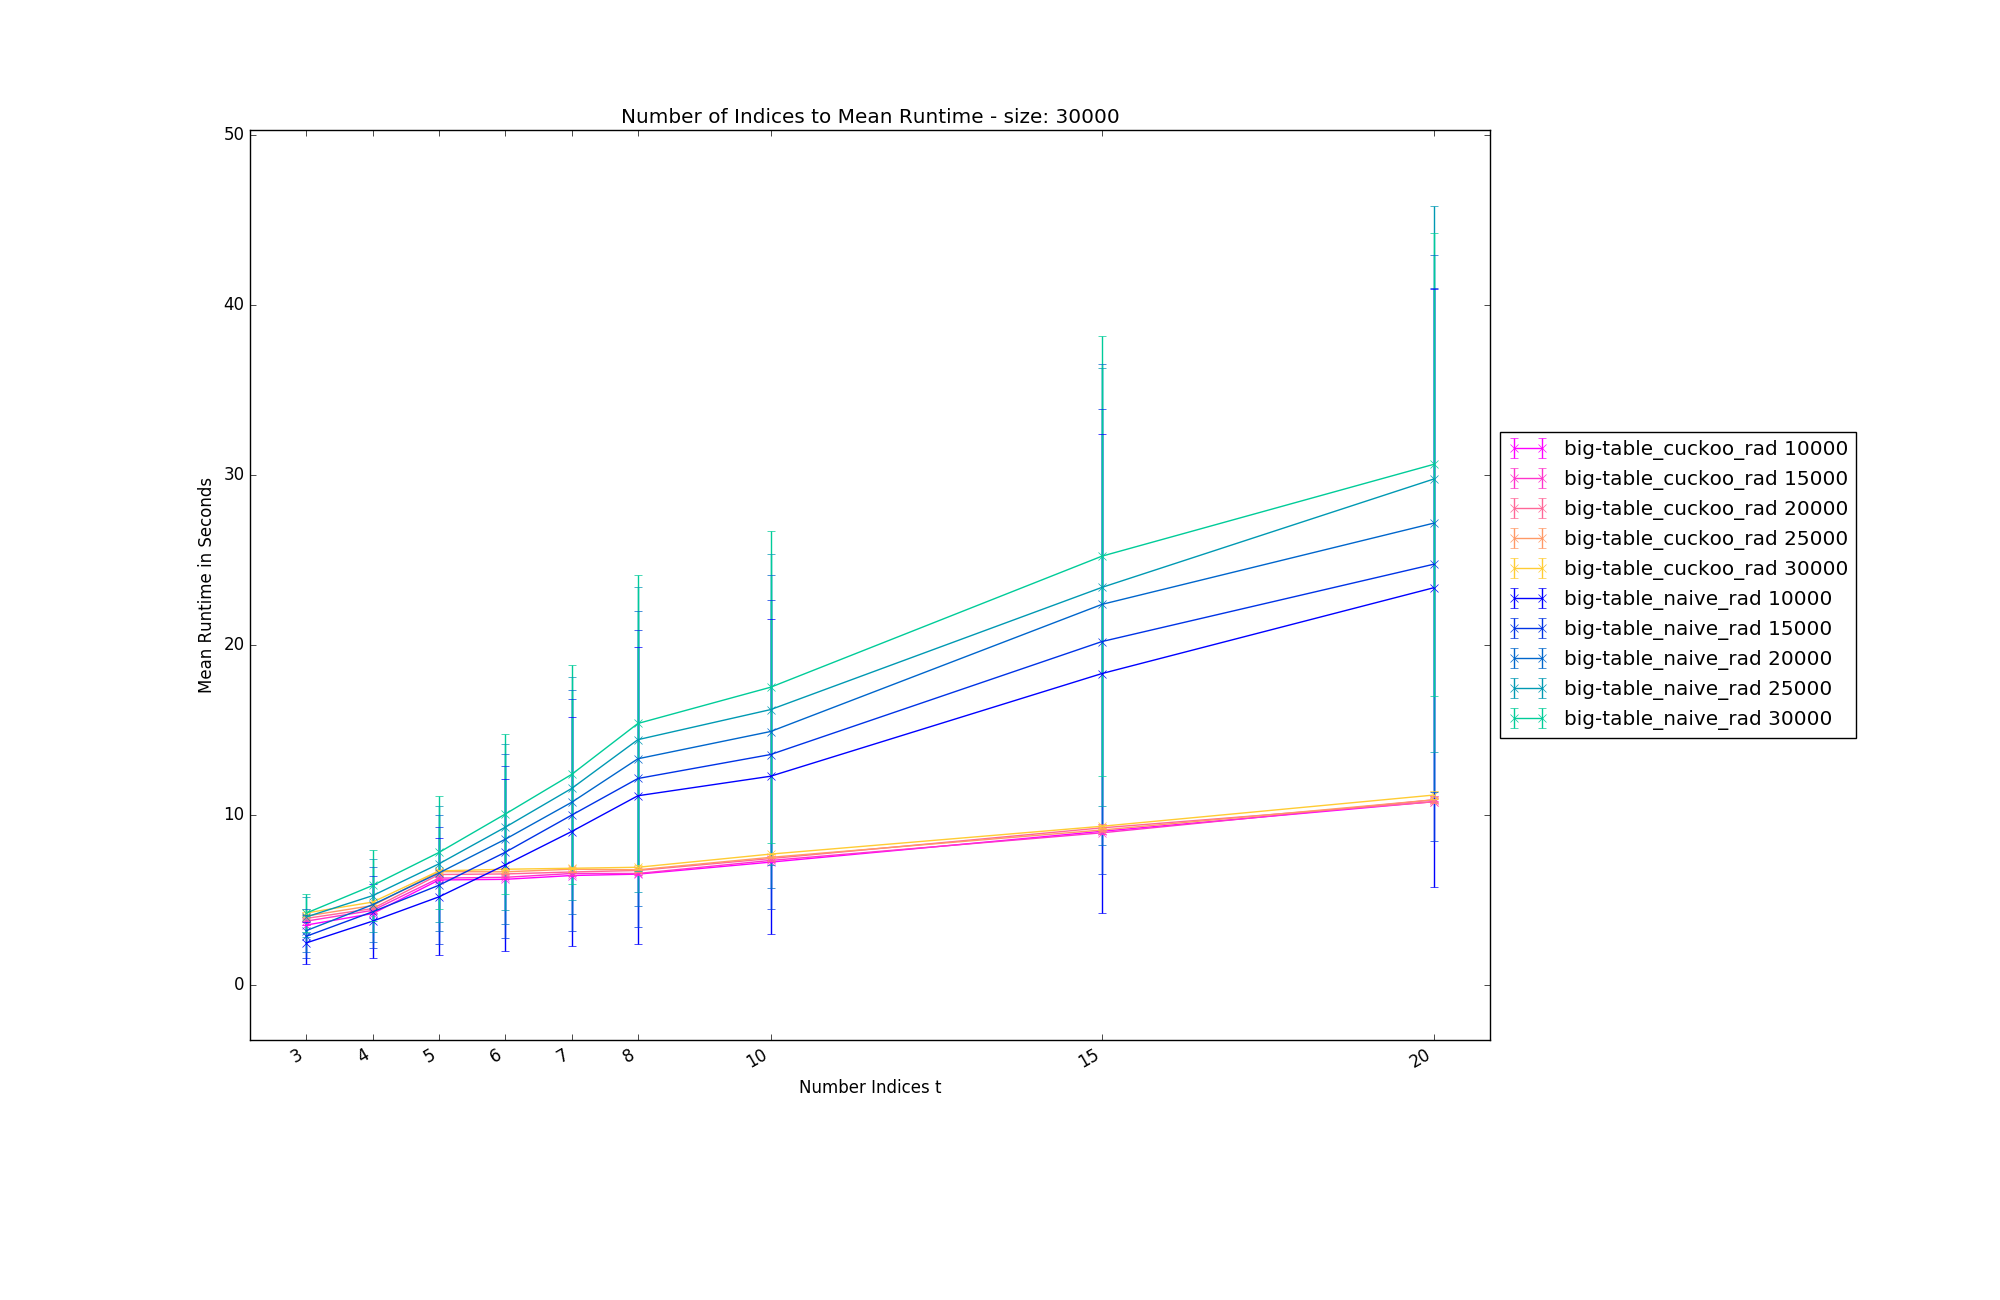 Number of Indices to Mean Runtime - size: 30000
50
40
30
20
10
0
Mean Runtime in Seconds
3
4
5
6
7
8
10
15
20
Number Indices t
big-table_cuckoo_rad 10000
big-table_cuckoo_rad 15000
big-table_cuckoo_rad 20000
big-table_cuckoo_rad 25000
big-table_cuckoo_rad 30000
big-table_naive_rad 10000
big-table_naive_rad 15000
big-table_naive_rad 20000
big-table_naive_rad 25000
big-table_naive_rad 30000